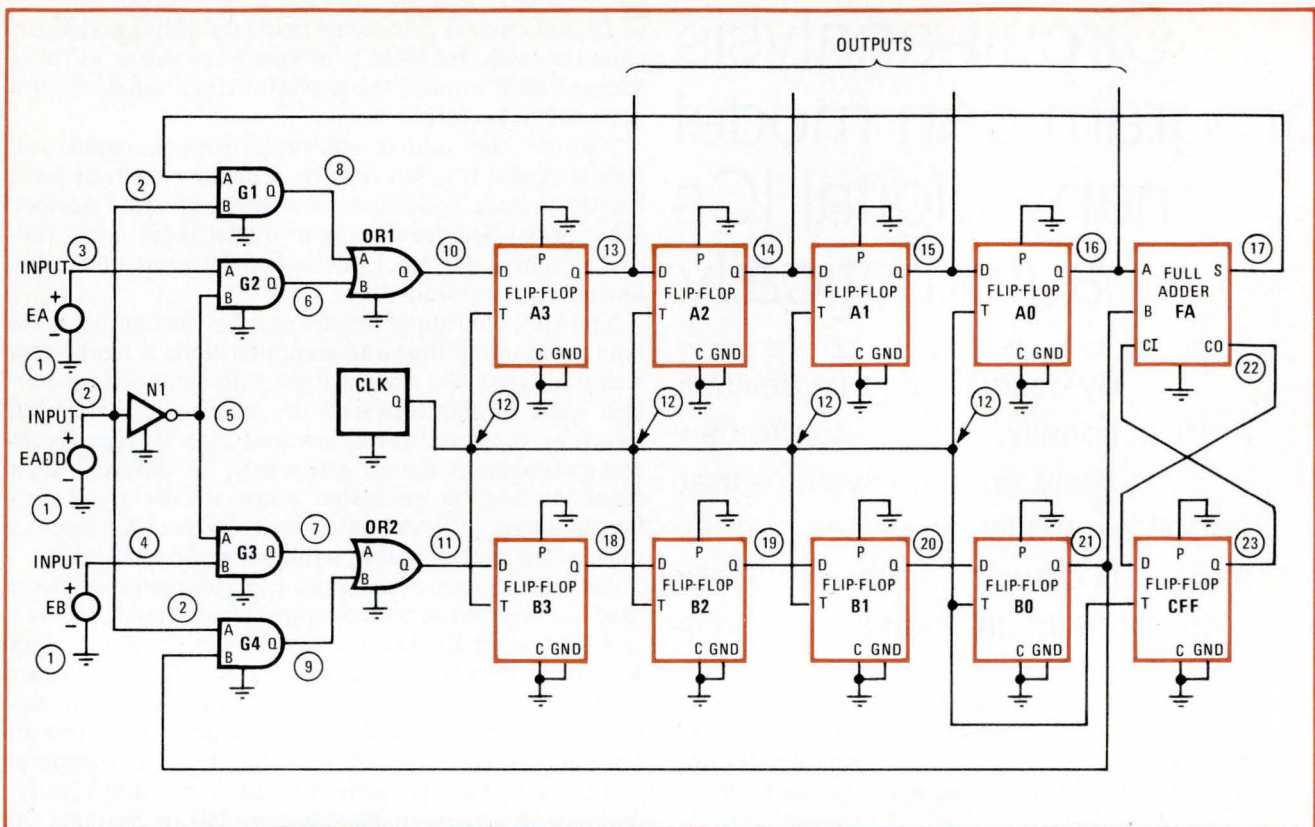 OUTPUTS
2
A
G1
Q
B
8
3
INPUT
+
EA
1
A
G2
Q
B
6
OR1
A
Q
B
10
P
D
Q
FLIP-FLOP
T
A3
C GND
13
P
D
Q
FLIP-FLOP
T
A2
C GND
14
P
D
Q
FLIP-FLOP
T
A1
C GND
15
P
D
Q
FLIP-FLOP
T
A0
C GND
16
A
S
FULL
ADDER
B
FA
CI
CO
17
22
2
INPUT
+
EADD
-
1
N1
5
CLK
Q
12
12
12
12
4
INPUT
+
EB
-
1
A
G3
Q
B
7
2
A
G4
Q
B
9
OR2
A
Q
B
11
P
D
Q
FLIP-FLOP
T
B3
C GND
18
P
D
Q
FLIP-FLOP
T
B2
C GND
19
P
D
Q
FLIP-FLOP
T
B1
C GND
20
P
D
Q
FLIP-FLOP
T
B0
C GND
21
P
D
Q
FLIP-FLOP
T
CFF
C GND
23